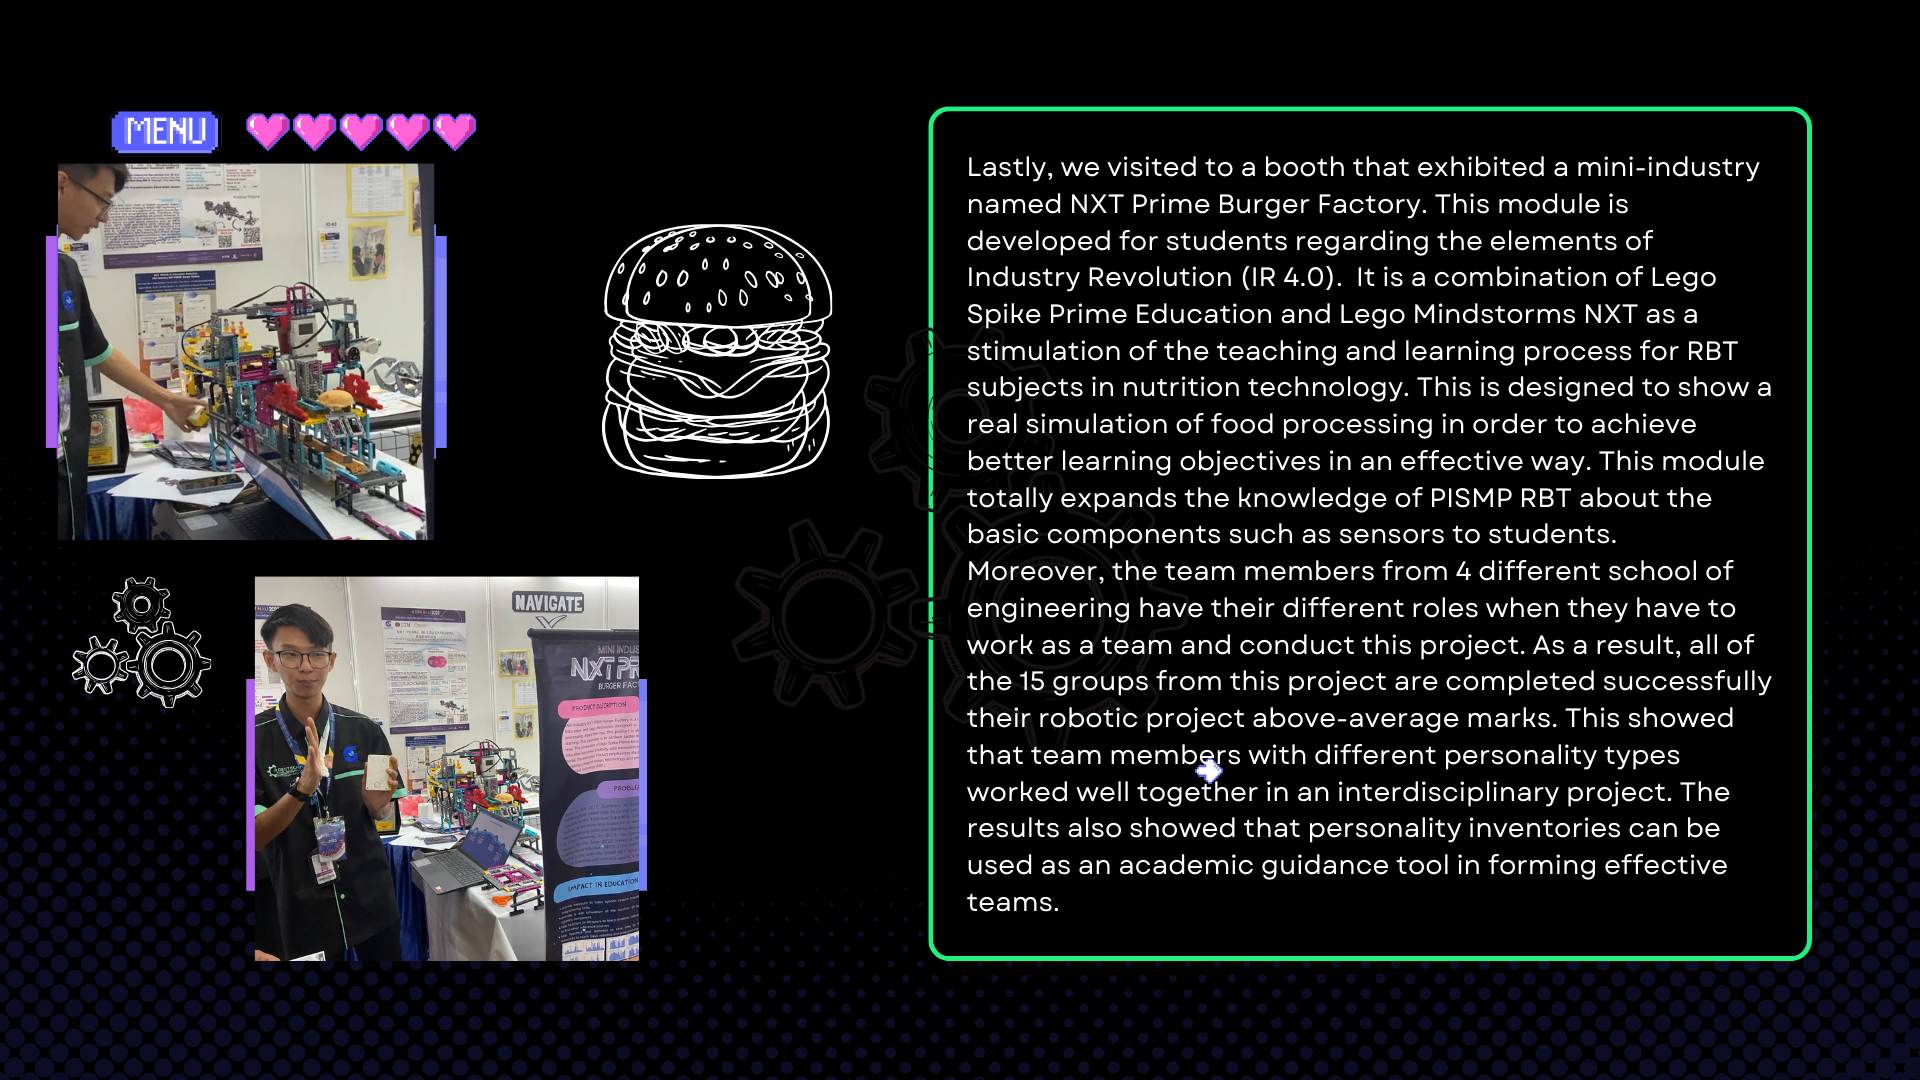 MENU
NAVIGATE
MINI INDUS
NXT PR
BURGER FAC
PROBLE
IMPACT IN EDUCATION
Lastly, we visited to a booth that exhibited a mini-industry
named NXT Prime Burger Factory. This module is
developed for students regarding the elements of
Industry Revolution (IR 4.0).  It is a combination of Lego
Spike Prime Education and Lego Mindstorms NXT as a
stimulation of the teaching and learning process for RBT
subjects in nutrition technology. This is designed to show a
real simulation of food processing in order to achieve
better learning objectives in an effective way. This module
totally expands the knowledge of PISMP RBT about the
basic components such as sensors to students.
Moreover, the team members from 4 different school of
engineering have their different roles when they have to
work as a team and conduct this project. As a result, all of
the 15 groups from this project are completed successfully
their robotic project above-average marks. This showed
that team members with different personality types
worked well together in an interdisciplinary project. The
results also showed that personality inventories can be
used as an academic guidance tool in forming effective
teams.